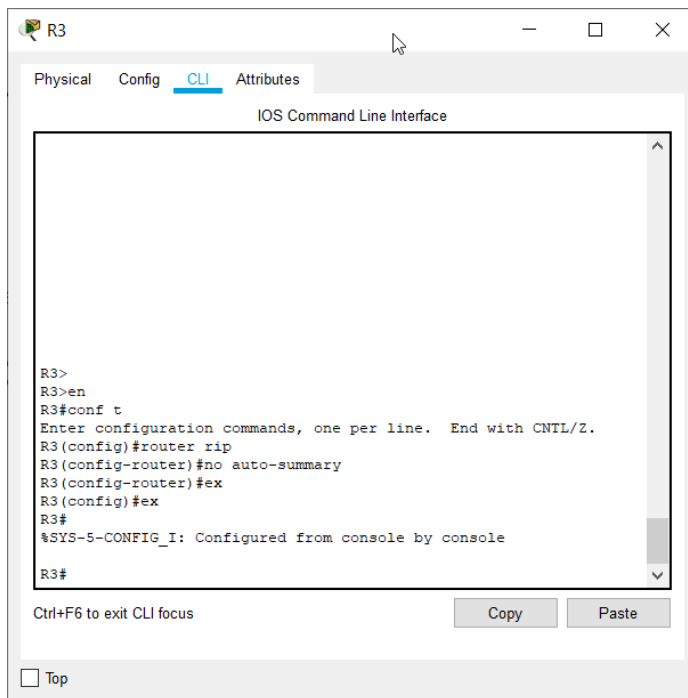 R3
Physical Config CLI Attributes
IOS Command Line Interface
R3>
R3>en
R3#conf t
Enter configuration commands, one per line.  End with CNTL/Z.
R3(config)#router rip
R3(config-router)#no auto-summary
R3(config-router)#ex
R3(config)#ex
R3#
%SYS-5-CONFIG_I: Configured from console by console
R3#
Ctrl+F6 to exit CLI focus
Copy Paste
Top